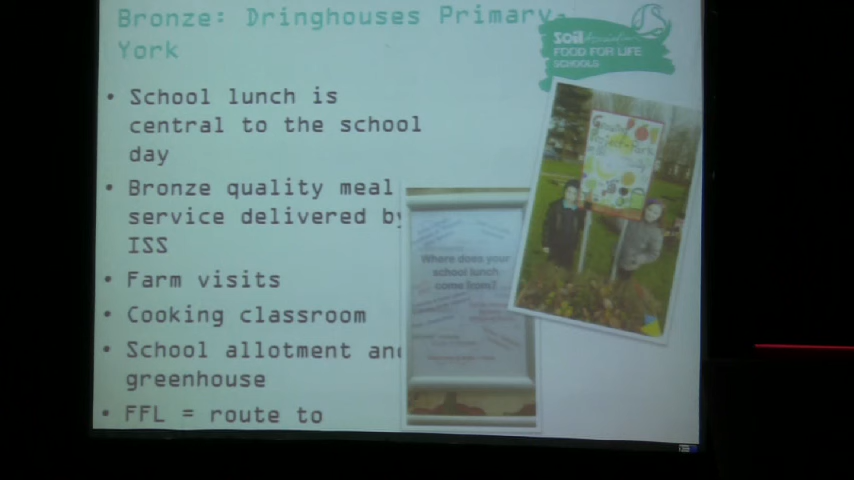 Bronze: Dringhouses Primary-
York
• School lunch is
central to the school
day
• Bronze quality meal
service delivered by
ISS
• Farm visits
• Cooking classroom
• School allotment and
greenhouse
• FFL = route to
Soil Association
FOOD FOR LIFE
SCHOOLS
Where does your
school lunch
come from?